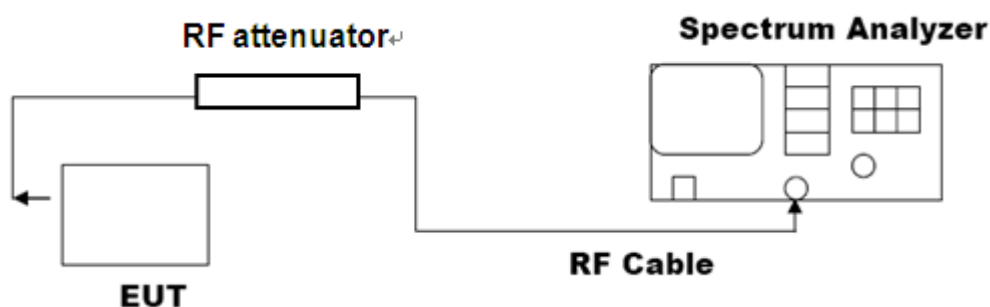 RF attenuator↵
Spectrum Analyzer
RF Cable
EUT